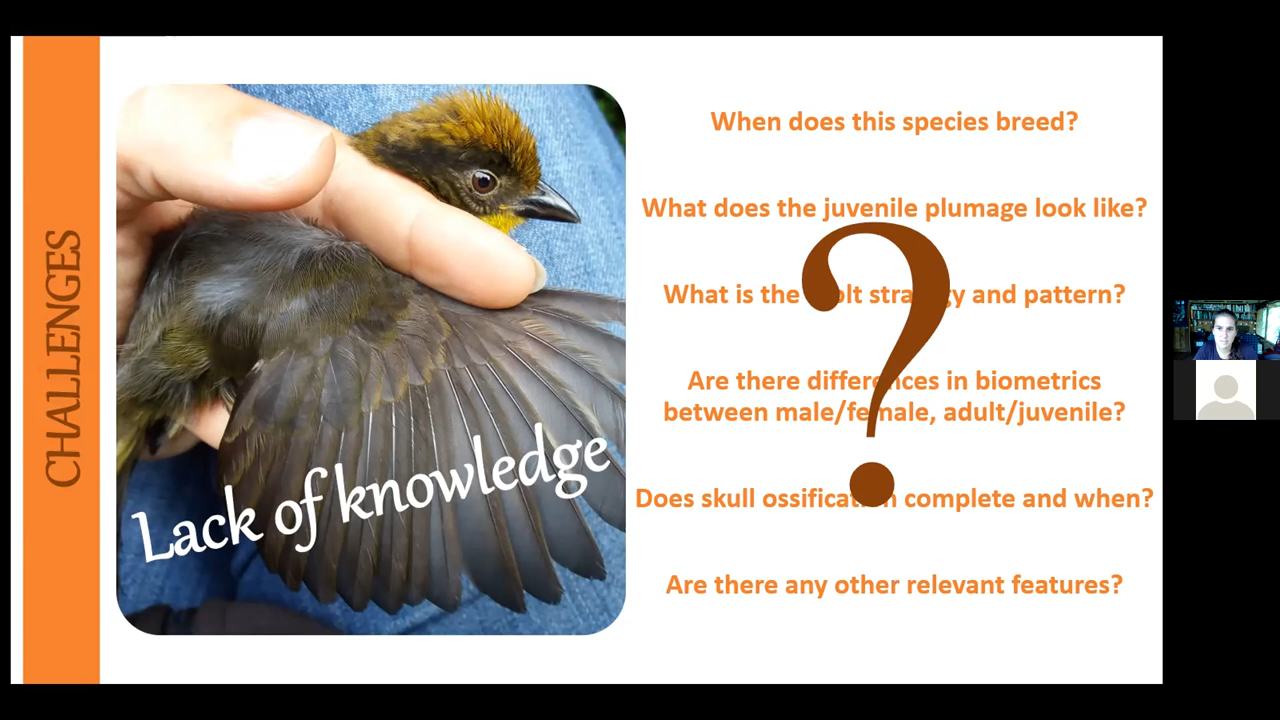 CHALLENGES
Lack of knowledge
When does this species breed?
What does the juvenile plumage look like?
What is the molt strategy and pattern?
Are there differences in biometrics
between male/female, adult/juvenile?
Does skull ossification complete and when?
Are there any other relevant features?
?